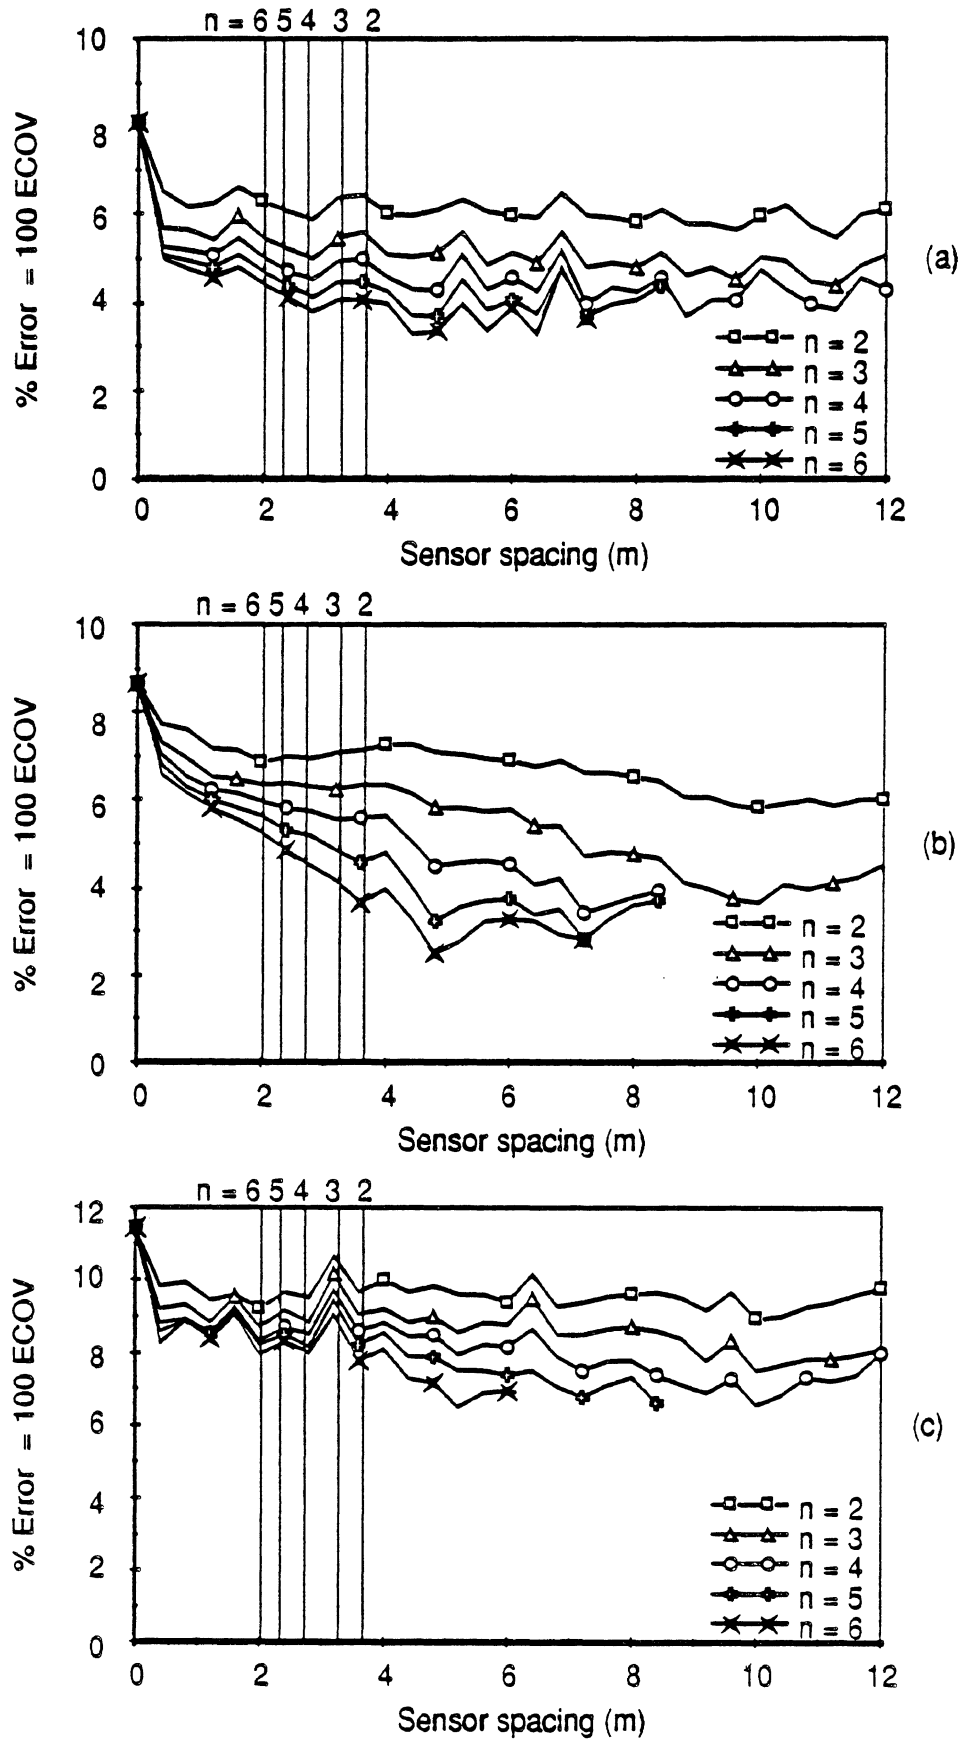 n = 6 5 4 3 2
10
8
6
4
2
0
% Error = 100 ECOV
(a)
n = 2
n = 3
n = 4
n = 5
n = 6
0 2 4 6 8 10 12
Sensor spacing (m)
n = 6 5 4 3 2
10
8
6
4
2
0
% Error = 100 ECOV
(b)
n = 2
n = 3
n = 4
n = 5
n = 6
0 2 4 6 8 10 12
Sensor spacing (m)
n = 6 5 4 3 2
12
10
8
6
4
2
0
% Error = 100 ECOV
(c)
n = 2
n = 3
n = 4
n = 5
n = 6
0 2 4 6 8 10 12
Sensor spacing (m)